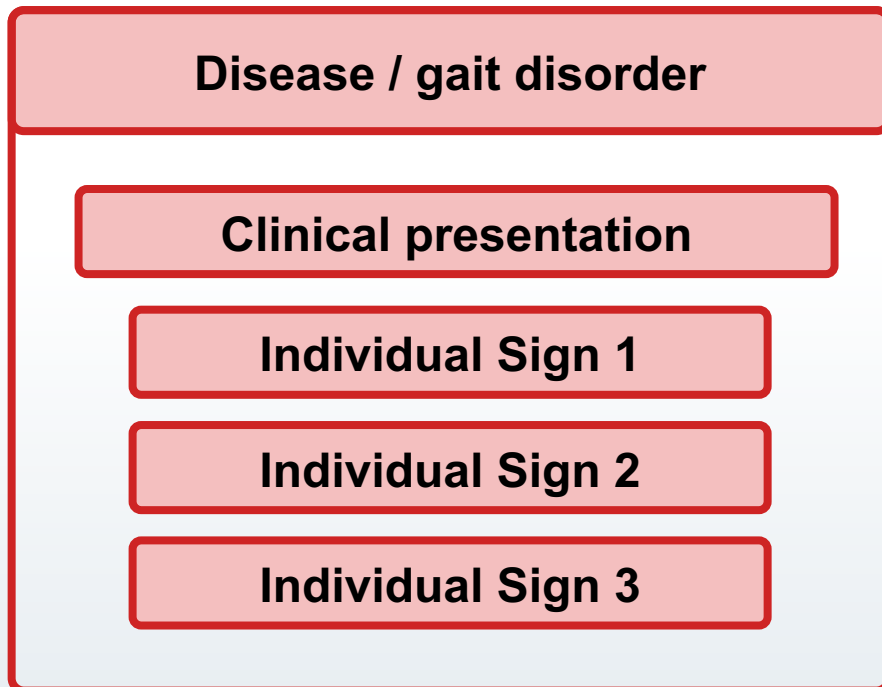 Disease / gait disorder
Clinical presentation
Individual Sign 1
Individual Sign 2
Individual Sign 3